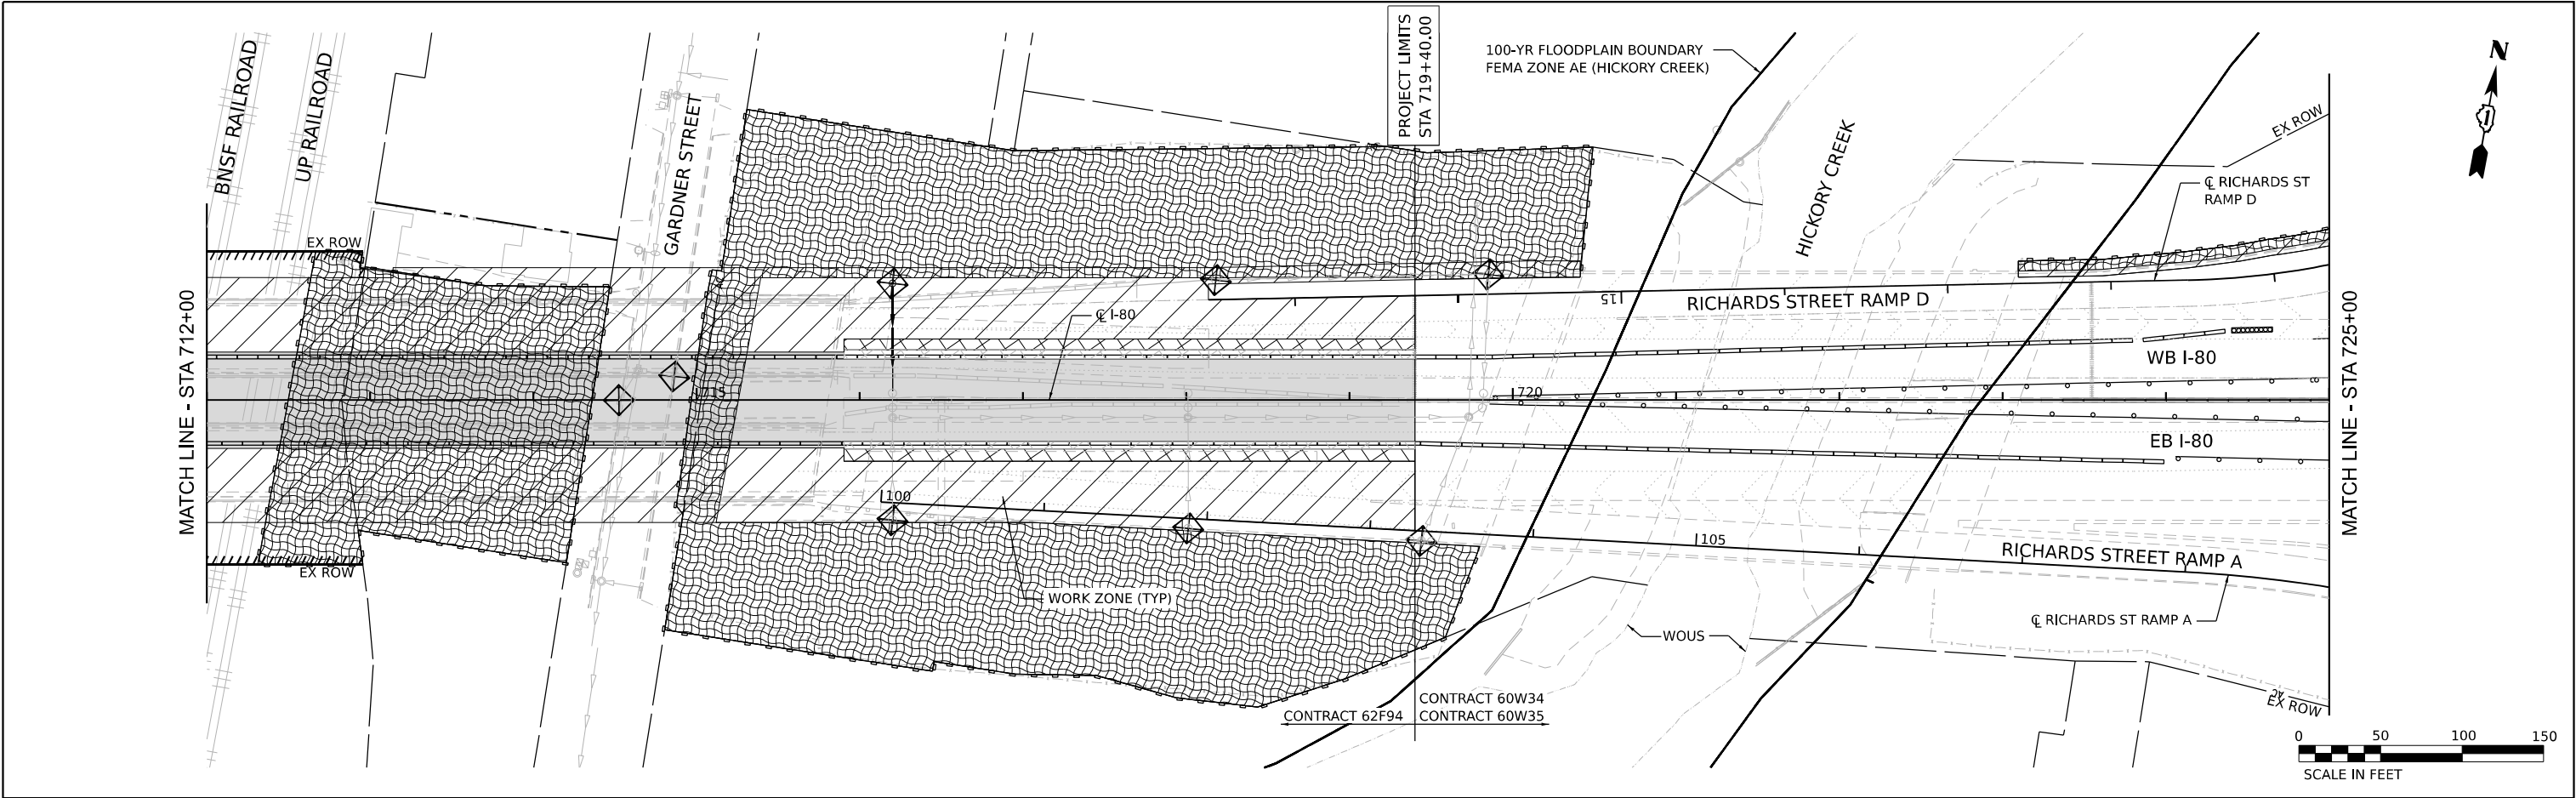 BNSF RAILROAD
UP RAILROAD
GARDNER STREET
PROJECT LIMITS
STA 719+40.00
100-YR FLOODPLAIN BOUNDARY
FEMA ZONE AE (HICKORY CREEK)
HICKORY CREEK
N
1
EX ROW
℄ RICHARDS ST
RAMP D
EX ROW
MATCH LINE - STA 712+00
℄ I-80
115
RICHARDS STREET RAMP D
WB I-80
715
720
EB I-80
MATCH LINE - STA 725+00
100
105
RICHARDS STREET RAMP A
EX ROW
WORK ZONE (TYP)
℄ RICHARDS ST RAMP A
WOUS
AC
EX ROW
CONTRACT 62F94
CONTRACT 60W34
CONTRACT 60W35
0 50 100 150
SCALE IN FEET